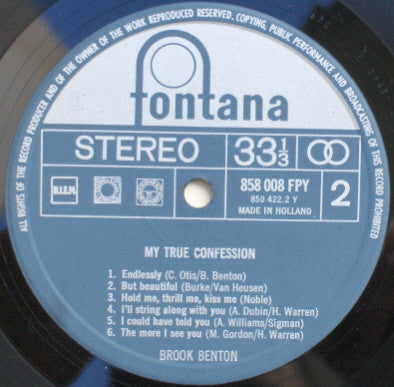 ALL RIGHTS OF THE RECORD PRODUCER AND OF THE OWNER OF THE WORK REPRODUCED RESERVED. COPYING, PUBLIC PERFORMANCE AND BROADCASTING OF THIS RECORD PROHIBITED
fontana
STEREO 33⅓
B.I.E.M.
858 008 FPY
850 422.2 Y
MADE IN HOLLAND
2
MY TRUE CONFESSION
1. Endlessly (C. Otis/B. Benton)
2. But beautiful (Burke/Van Heusen)
3. Hold me, thrill me, kiss me (Noble)
4. I'll string along with you (A. Dubin/H. Warren)
5. I could have told you (A. Williams/Sigman)
6. The more I see you (M. Gordon/H. Warren)
BROOK BENTON